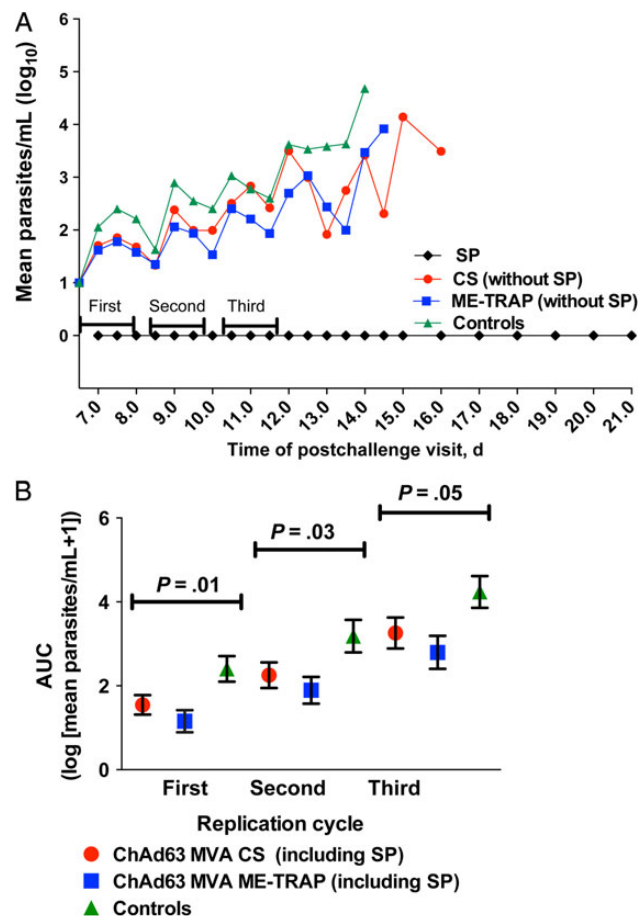 A
Mean parasites/mL (log10)
6
5
4
3
2
1
0
SP
CS (without SP)
ME-TRAP (without SP)
Controls
First
Second
Third
7.0
8.0
9.0
10.0
11.0
12.0
13.0
14.0
15.0
16.0
17.0
18.0
19.0
20.0
21.0
Time of postchallenge visit, d
B
AUC
(log [mean parasites/mL+1])
6
4
2
0
P = .01
P = .03
P = .05
First Second Third
Replication cycle
ChAd63 MVA CS (including SP)
ChAd63 MVA ME-TRAP (including SP)
Controls